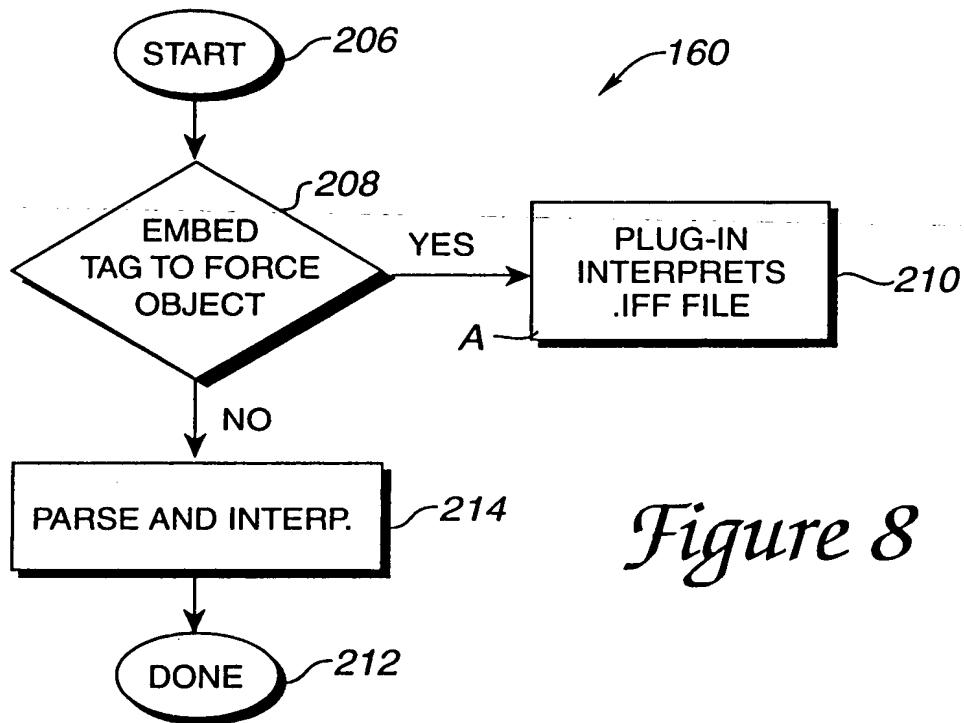 START
206
160
208
EMBED
TAG TO FORCE
OBJECT
YES
PLUG-IN
INTERPRETS
.IFF FILE
210
A
NO
PARSE AND INTERP.
214
Figure 8
DONE
212